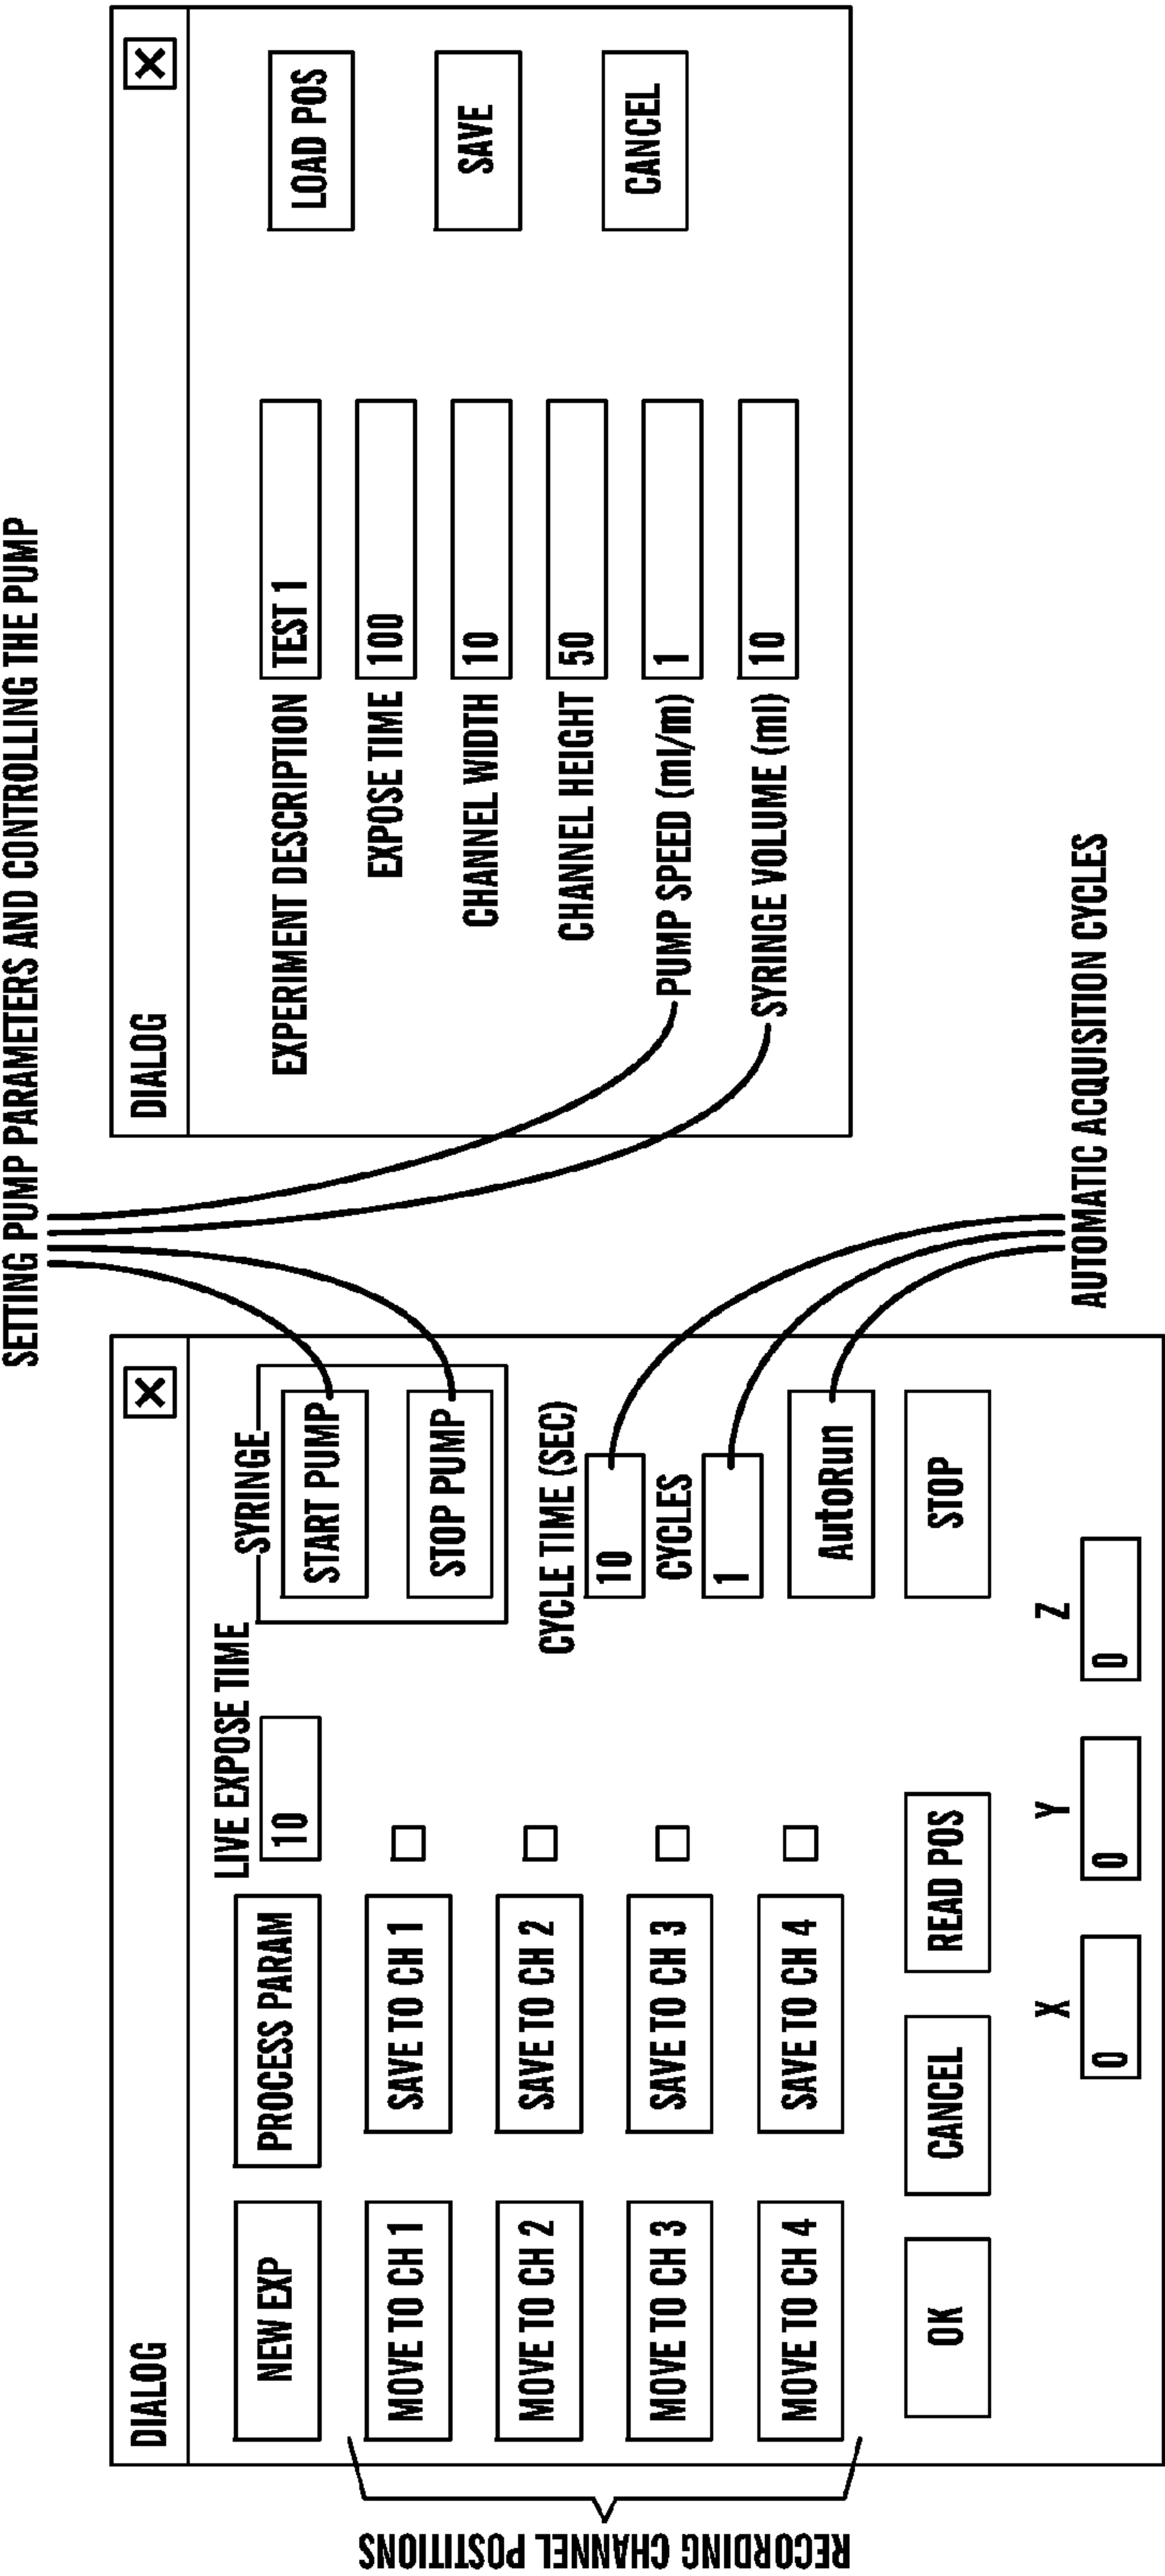 SETTING PUMP PARAMETERS AND CONTROLLING THE PUMP
DIALOG
NEW EXP
PROCESS PARAM
LIVE EXPOSE TIME
10
SYRINGE
START PUMP
STOP PUMP
MOVE TO CH 1
SAVE TO CH 1
MOVE TO CH 2
SAVE TO CH 2
MOVE TO CH 3
SAVE TO CH 3
MOVE TO CH 4
SAVE TO CH 4
CYCLE TIME (SEC)
10
CYCLES
1
AutoRun
OK
CANCEL
READ POS
STOP
X
Y
Z
0
0
0
RECORDING CHANNEL POSTITIONS
DIALOG
EXPERIMENT DESCRIPTION
TEST 1
EXPOSE TIME
100
CHANNEL WIDTH
10
CHANNEL HEIGHT
50
PUMP SPEED (ml/m)
1
SYRINGE VOLUME (ml)
10
LOAD POS
SAVE
CANCEL
AUTOMATIC ACQUISITION CYCLES